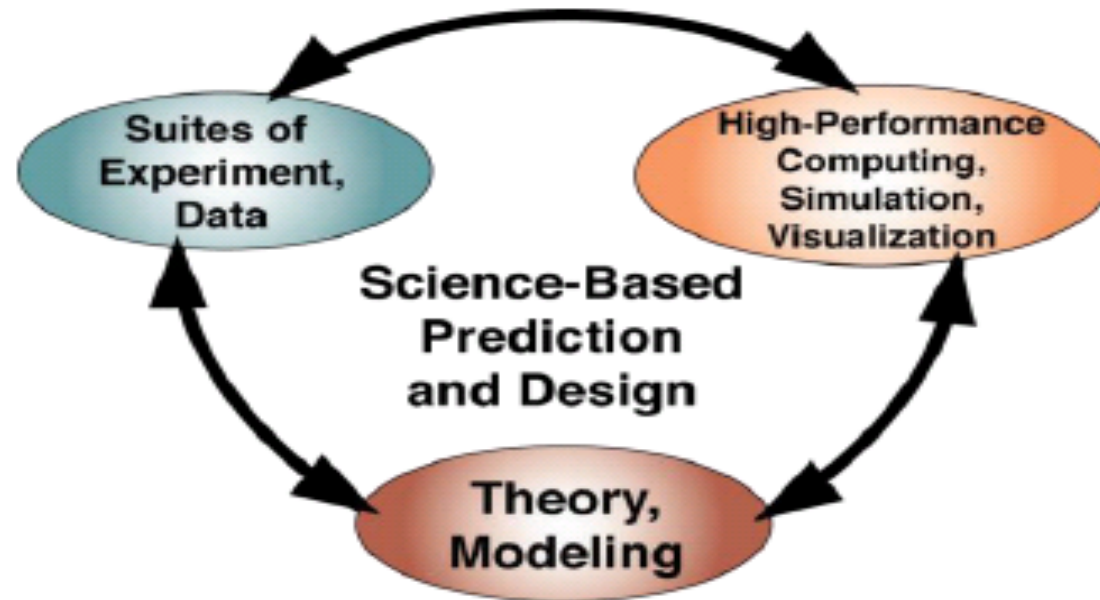 Suites of
Experiment,
Data
High-Performance
Computing,
Simulation,
Visualization
Science-Based
Prediction
and Design
Theory,
Modeling